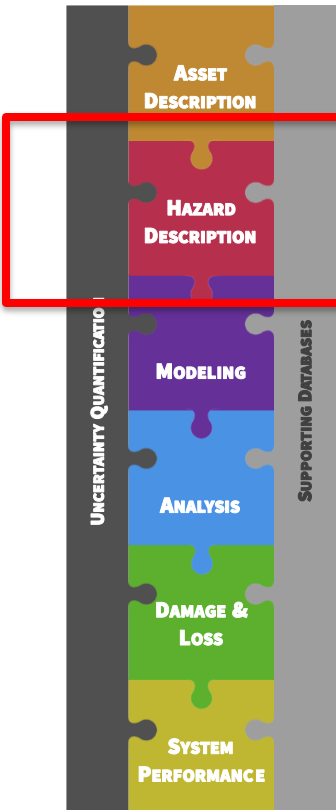 ASSET
DESCRIPTION
HAZARD
DESCRIPTION
MODELING
ANALYSIS
DAMAGE &
LOSS
SYSTEM
PERFORMANCE
UNCERTAINTY QUANTIFICATION
SUPPORTING DATABASES